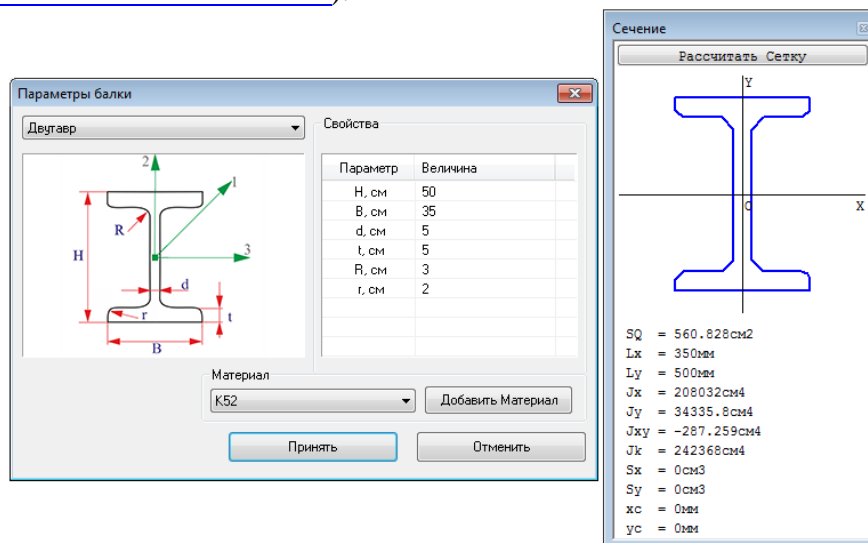 );
Параметры балки
Двутавр
2
1
R
3
H
d
r
t
B
Свойства
Параметр Величина
H, см 50
B, см 35
d, см 5
t, см 5
R, см 3
r, см 2
Материал
K52
Добавить Материал
Принять
Отменить
Сечение
Рассчитать Сетку
Y
C
X
SQ = 560.828см2
Lx = 350мм
Ly = 500мм
Jx = 208032см4
Jy = 34335.8см4
Jxy = -287.259см4
Jk = 242368см4
Sx = 0см3
Sy = 0см3
xc = 0мм
yc = 0мм